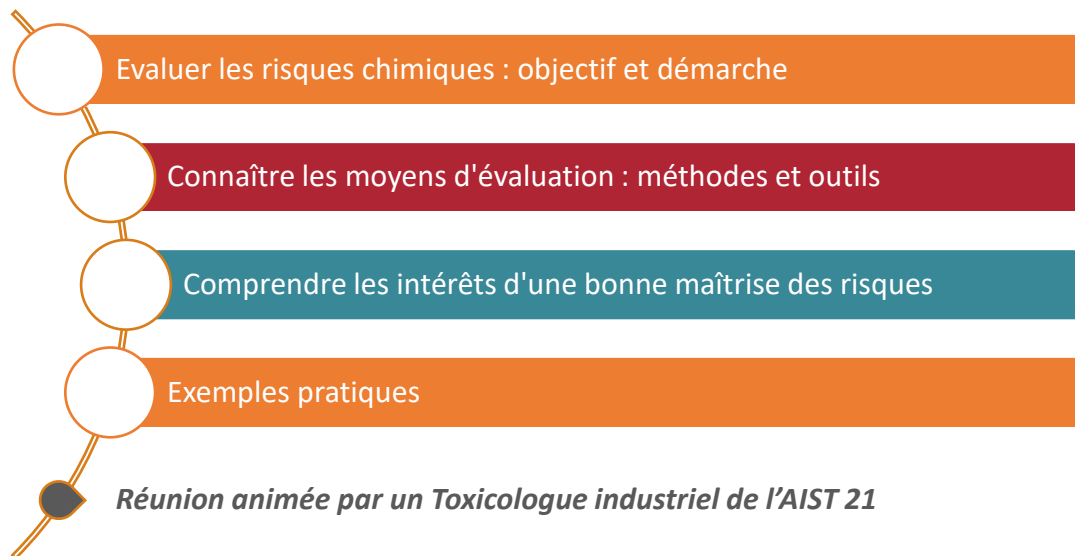 Evaluer les risques chimiques : objectif et démarche
Connaître les moyens d'évaluation : méthodes et outils
Comprendre les intérêts d'une bonne maîtrise des risques
Exemples pratiques
Réunion animée par un Toxicologue industriel de l’AIST 21